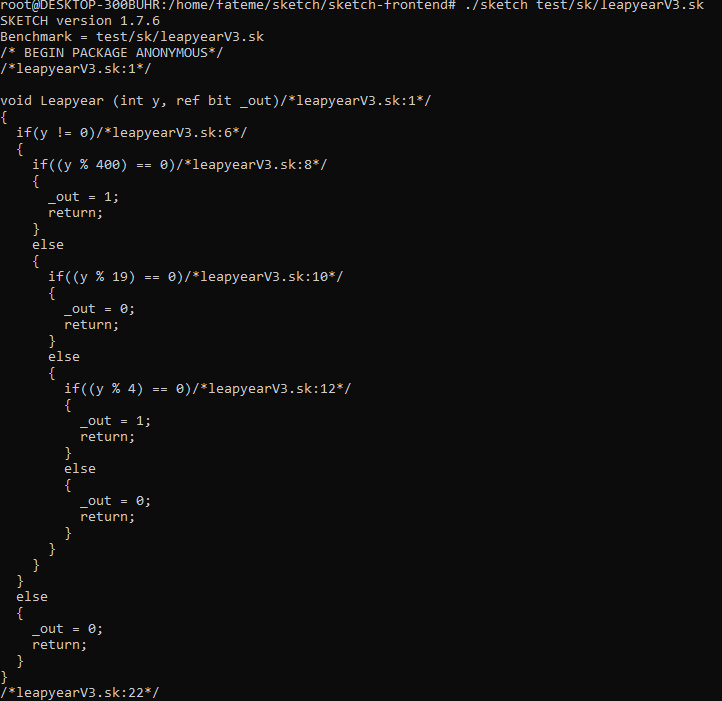 root@DESKTOP-300BUHR:/home/fateme/sketch/sketch-frontend# ./sketch test/sk/leapyearV3.sk
SKETCH version 1.7.6
Benchmark = test/sk/leapyearV3.sk
/* BEGIN PACKAGE ANONYMOUS*/
/*leapyearV3.sk:1*/

void Leapyear (int y, ref bit _out)/*leapyearV3.sk:1*/
{
  if(y != 0)/*leapyearV3.sk:6*/
  {
    if((y % 400) == 0)/*leapyearV3.sk:8*/
    {
      _out = 1;
      return;
    }
    else
    {
      if((y % 19) == 0)/*leapyearV3.sk:10*/
      {
        _out = 0;
        return;
      }
      else
      {
        if((y % 4) == 0)/*leapyearV3.sk:12*/
        {
          _out = 1;
          return;
        }
        else
        {
          _out = 0;
          return;
        }
      }
    }
  }
  else
  {
    _out = 0;
    return;
  }
}
/*leapyearV3.sk:22*/